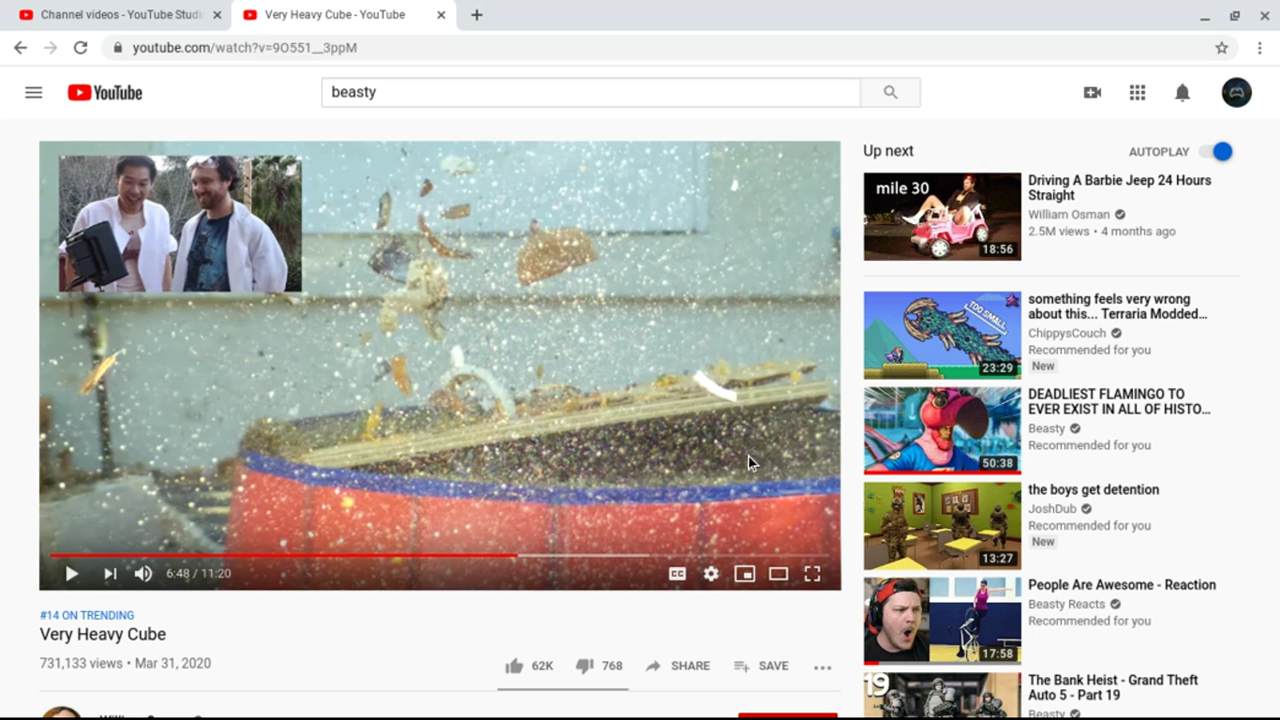 Channel videos - YouTube Studi
Very Heavy Cube - YouTube
youtube.com/watch?v=9O551__3ppM
YouTube
beasty
6:48 / 11:20
CC
#14 ON TRENDING
Very Heavy Cube
731,133 views • Mar 31, 2020
62K
768
SHARE
SAVE
Up next
AUTOPLAY
mile 30
18:56
Driving A Barbie Jeep 24 Hours
Straight
William Osman
2.5M views • 4 months ago
TOO SMALL
23:29
something feels very wrong
about this... Terraria Modded...
ChippysCouch
Recommended for you
New
50:38
DEADLIEST FLAMINGO TO
EVER EXIST IN ALL OF HISTO...
Beasty
Recommended for you
13:27
the boys get detention
JoshDub
Recommended for you
New
17:58
People Are Awesome - Reaction
Beasty Reacts
Recommended for you
19
The Bank Heist - Grand Theft
Auto 5 - Part 19
Beasty